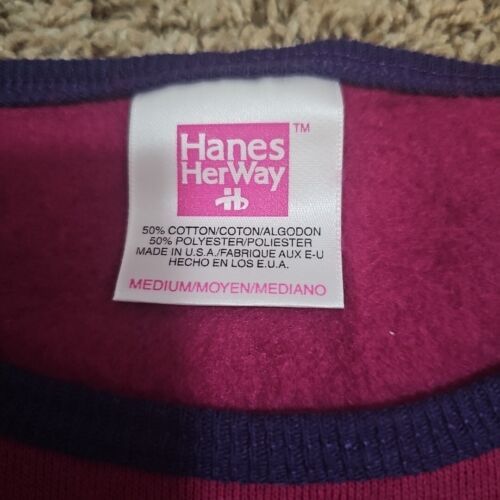 Hanes
HerWay
TM
50% COTTON/COTON/ALGODON
50% POLYESTER/POLIESTER
MADE IN U.S.A./FABRIQUE AUX E-U
HECHO EN LOS E.U.A.
MEDIUM/MOYEN/MEDIANO